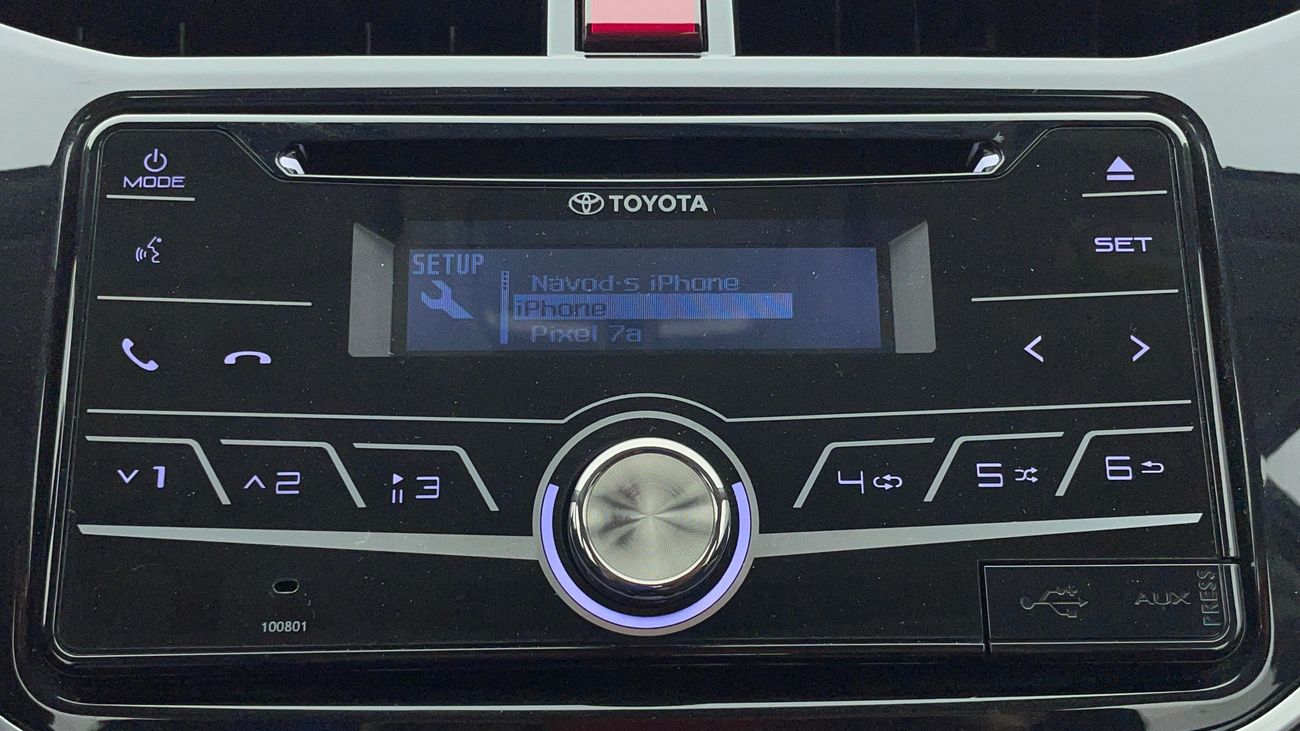 MODE
TOYOTA
SET
SETUP
Navod·s iPhone
iPhone
Pixel 7a
1
2
3
4
5
6
100801
AUX
PRESS